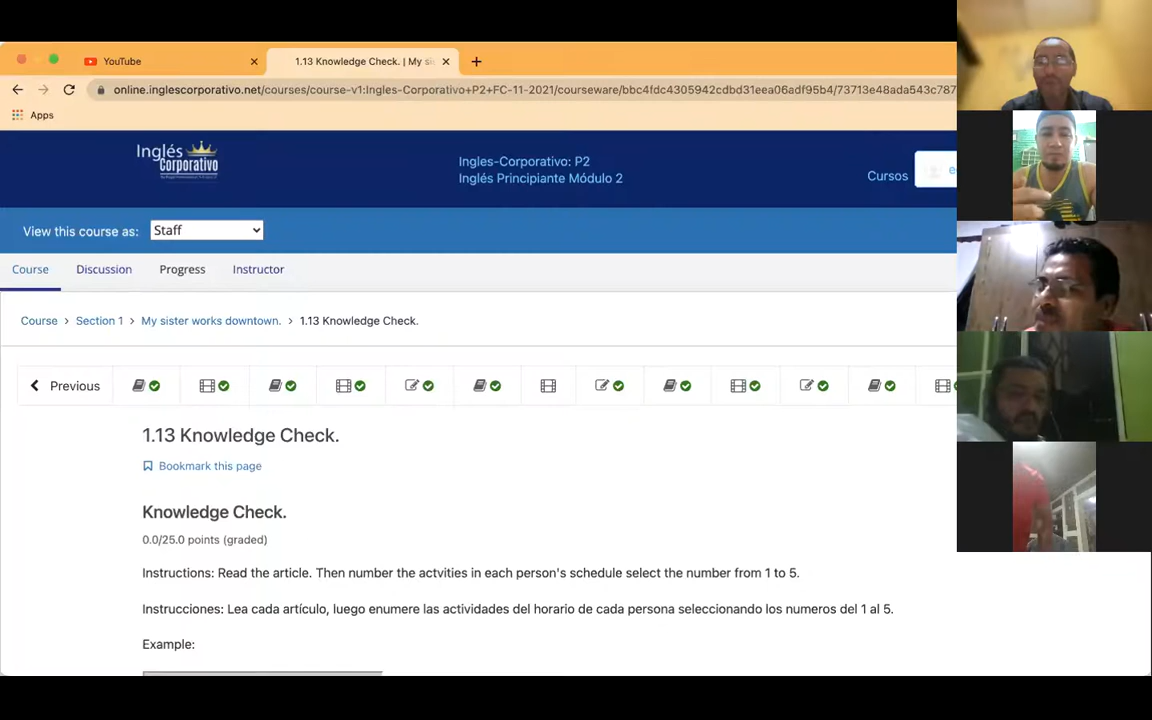 YouTube
1.13 Knowledge Check. | My si
online.inglescorporativo.net/courses/course-v1:Ingles-Corporativo+P2+FC-11-2021/courseware/bbc4fdc4305942cdbd31eea06adf95b4/73713e48ada543c787
Apps
Inglés
Corporativo
Ingles-Corporativo: P2
Inglés Principiante Módulo 2
Cursos
e
View this course as:
Staff
Course
Discussion
Progress
Instructor
Course > Section 1 > My sister works downtown. > 1.13 Knowledge Check.
Previous
1.13 Knowledge Check.
Bookmark this page
Knowledge Check.
0.0/25.0 points (graded)
Instructions: Read the article. Then number the actvities in each person's schedule select the number from 1 to 5.
Instrucciones: Lea cada artículo, luego enumere las actividades del horario de cada persona seleccionando los numeros del 1 al 5.
Example: